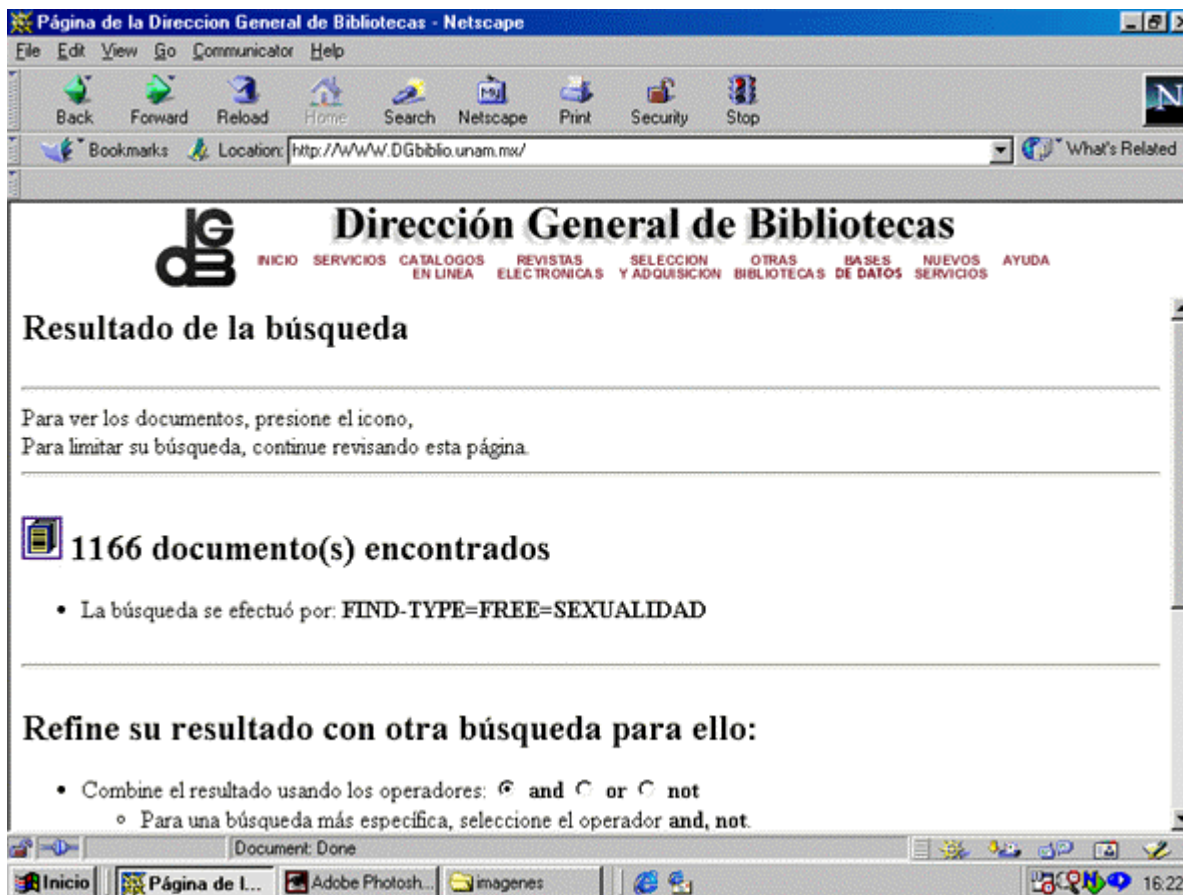 Página de la Direccion General de Bibliotecas - Netscape
File Edit View Go Communicator Help
Back Forward Reload Home Search Netscape Print Security Stop
Bookmarks Location: http://WWW.DGbiblio.unam.mx/ What's Related
Dirección General de Bibliotecas
INICIO SERVICIOS CATALOGOS EN LINEA REVISTAS ELECTRONICAS SELECCION Y ADQUISICION OTRAS BIBLIOTECAS BASES DE DATOS NUEVOS SERVICIOS AYUDA
Resultado de la búsqueda
Para ver los documentos, presione el icono,
Para limitar su búsqueda, continue revisando esta página.
1166 documento(s) encontrados
La búsqueda se efectuó por: FIND-TYPE=FREE=SEXUALIDAD
Refine su resultado con otra búsqueda para ello:
Combine el resultado usando los operadores: and or not
Para una búsqueda más específica, seleccione el operador and, not.
Document: Done
Inicio Página de l... Adobe Photosh... imagenes 16:22